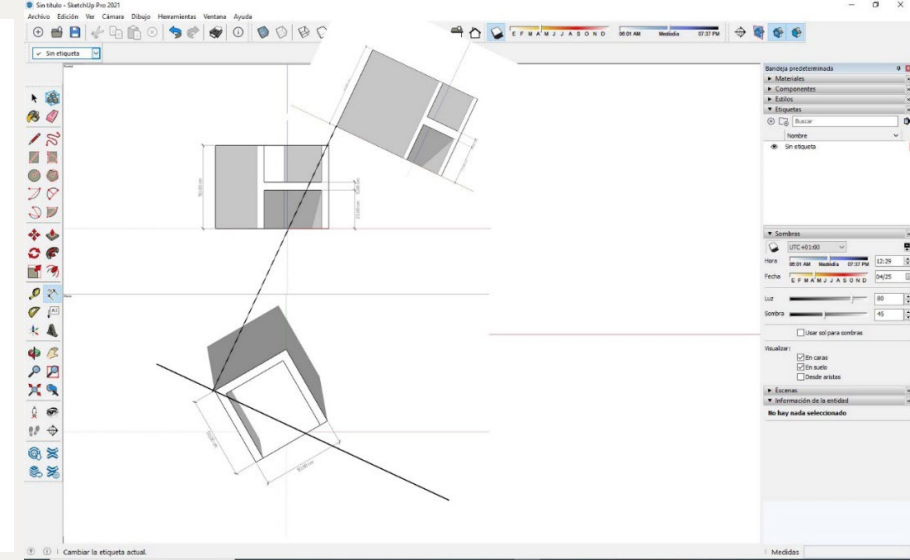 Sin título - SketchUp Pro 2021
Archivo Edición Ver Cámara Dibujo Herramientas Ventana Ayuda
E F M A M J J A S O N D
06:01 AM Mediodía 07:37 PM
Sin etiqueta
Bandeja predeterminada
Materiales
Componentes
Estilos
Etiquetas
Buscar
Nombre
Sin etiqueta
Sombras
UTC+01:00
Hora 06:01 AM Mediodía 07:37 PM 12:29
Fecha E F M A M J J A S O N D 04/25
Luz 80
Sombra 45
Usar sol para sombras
Visualizar:
En caras
En suelo
Desde aristas
Escenas
Información de la entidad
No hay nada seleccionado
Cambiar la etiqueta actual.
Medidas